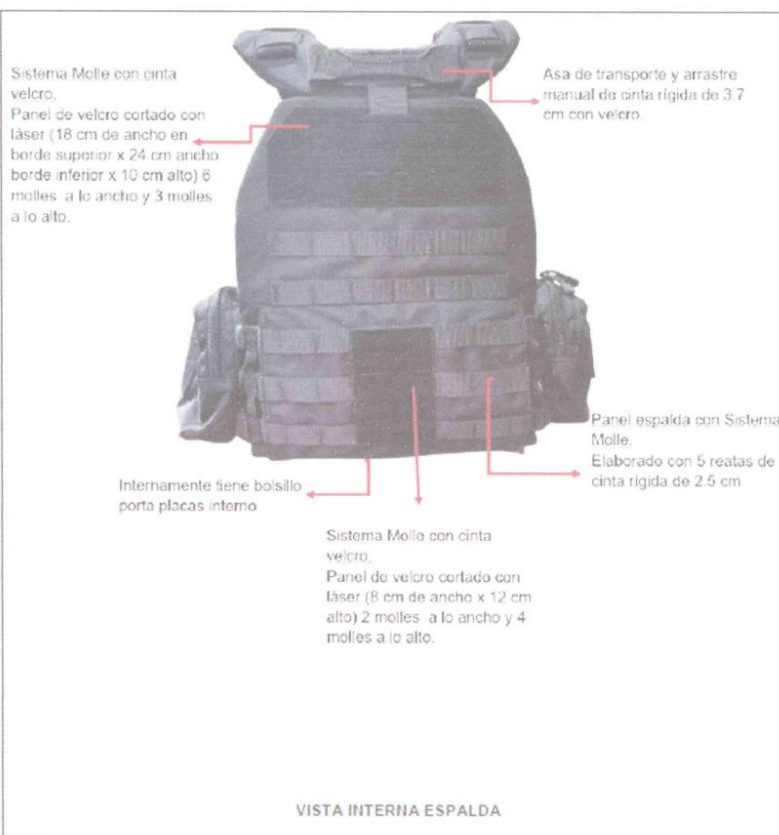 Sistema Molle con cinta
velcro.
Panel de velcro cortado con
láser (18 cm de ancho en
borde superior x 24 cm ancho
borde inferior x 10 cm alto) 6
molles a lo ancho y 3 molles
a lo alto.
Asa de transporte y arrastre
manual de cinta rígida de 3.7
cm con velcro.
Panel espalda con Sistema
Molle.
Elaborado con 5 reatas de
cinta rígida de 2.5 cm
Internamente tiene bolsillo
porta placas interno
Sistema Molle con cinta
velcro.
Panel de velcro cortado con
láser (8 cm de ancho x 12 cm
alto) 2 molles a lo ancho y 4
molles a lo alto.
VISTA INTERNA ESPALDA